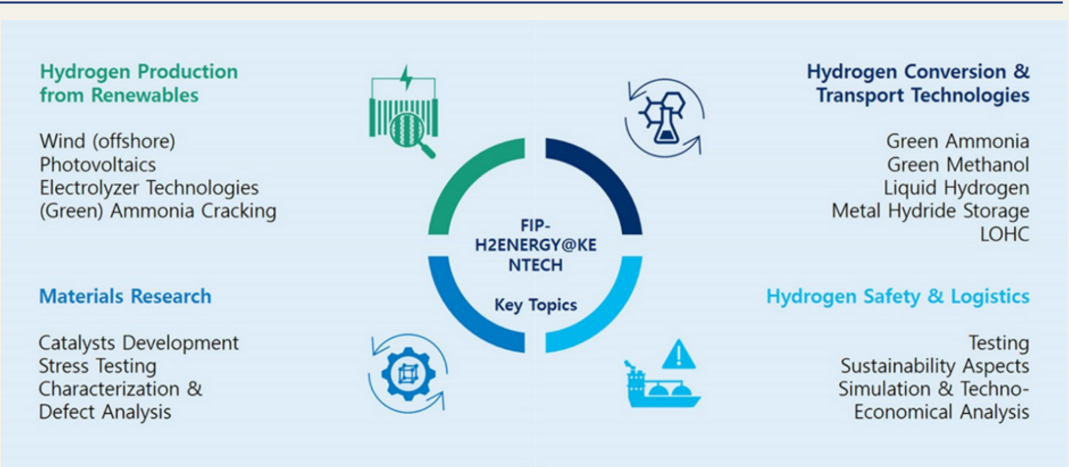 Hydrogen Production
from Renewables
Wind (offshore)
Photovoltaics
Electrolyzer Technologies
(Green) Ammonia Cracking
Hydrogen Conversion &
Transport Technologies
Green Ammonia
Green Methanol
Liquid Hydrogen
Metal Hydride Storage
LOHC
FIP-
H2ENERGY@KE
NTECH
Key Topics
Materials Research
Catalysts Development
Stress Testing
Characterization &
Defect Analysis
Hydrogen Safety & Logistics
Testing
Sustainability Aspects
Simulation & Techno-
Economical Analysis